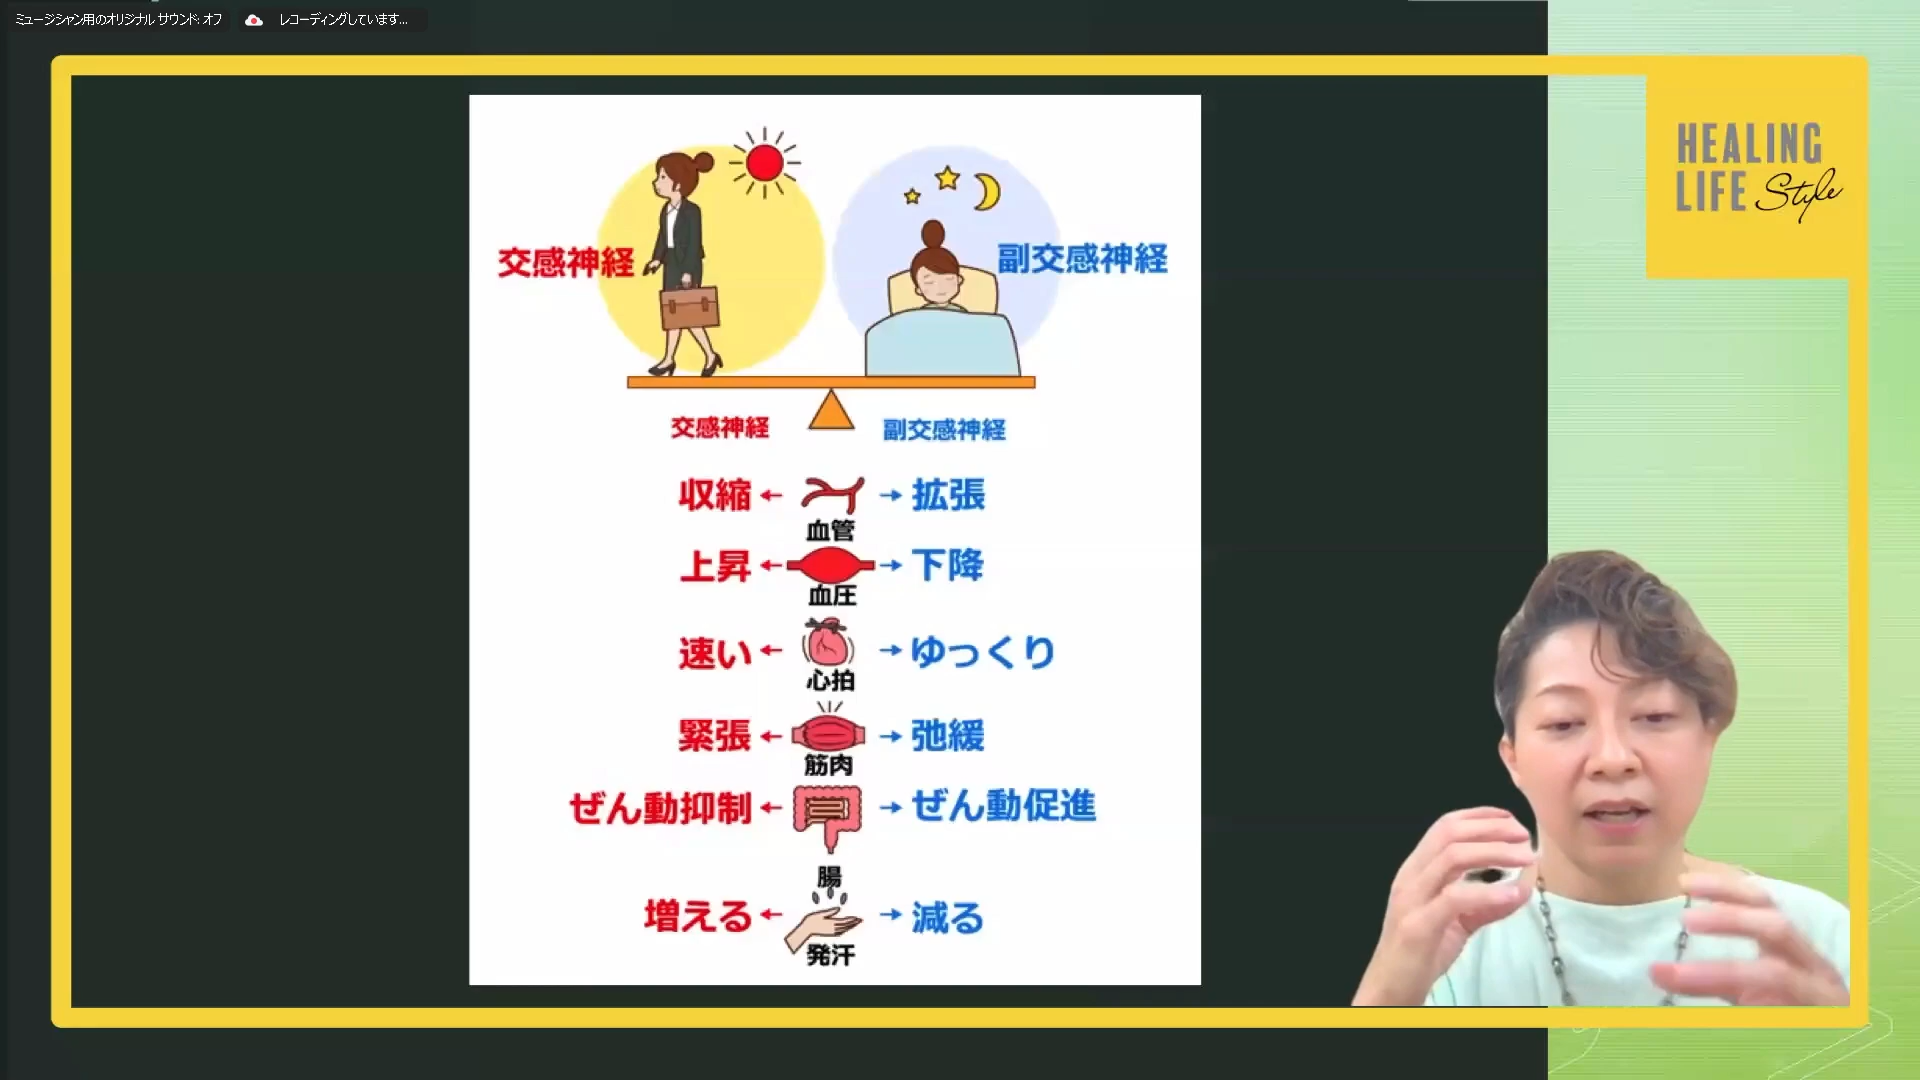 ミュージシャン用のオリジナル サウンド: オフ
レコーディングしています...
HEALING
LIFE Style
交感神経
副交感神経
交感神経
副交感神経
収縮 ← → 拡張
血管
上昇 ← → 下降
血圧
速い ← → ゆっくり
心拍
緊張 ← → 弛緩
筋肉
ぜん動抑制 ← → ぜん動促進
腸
増える ← → 減る
発汗